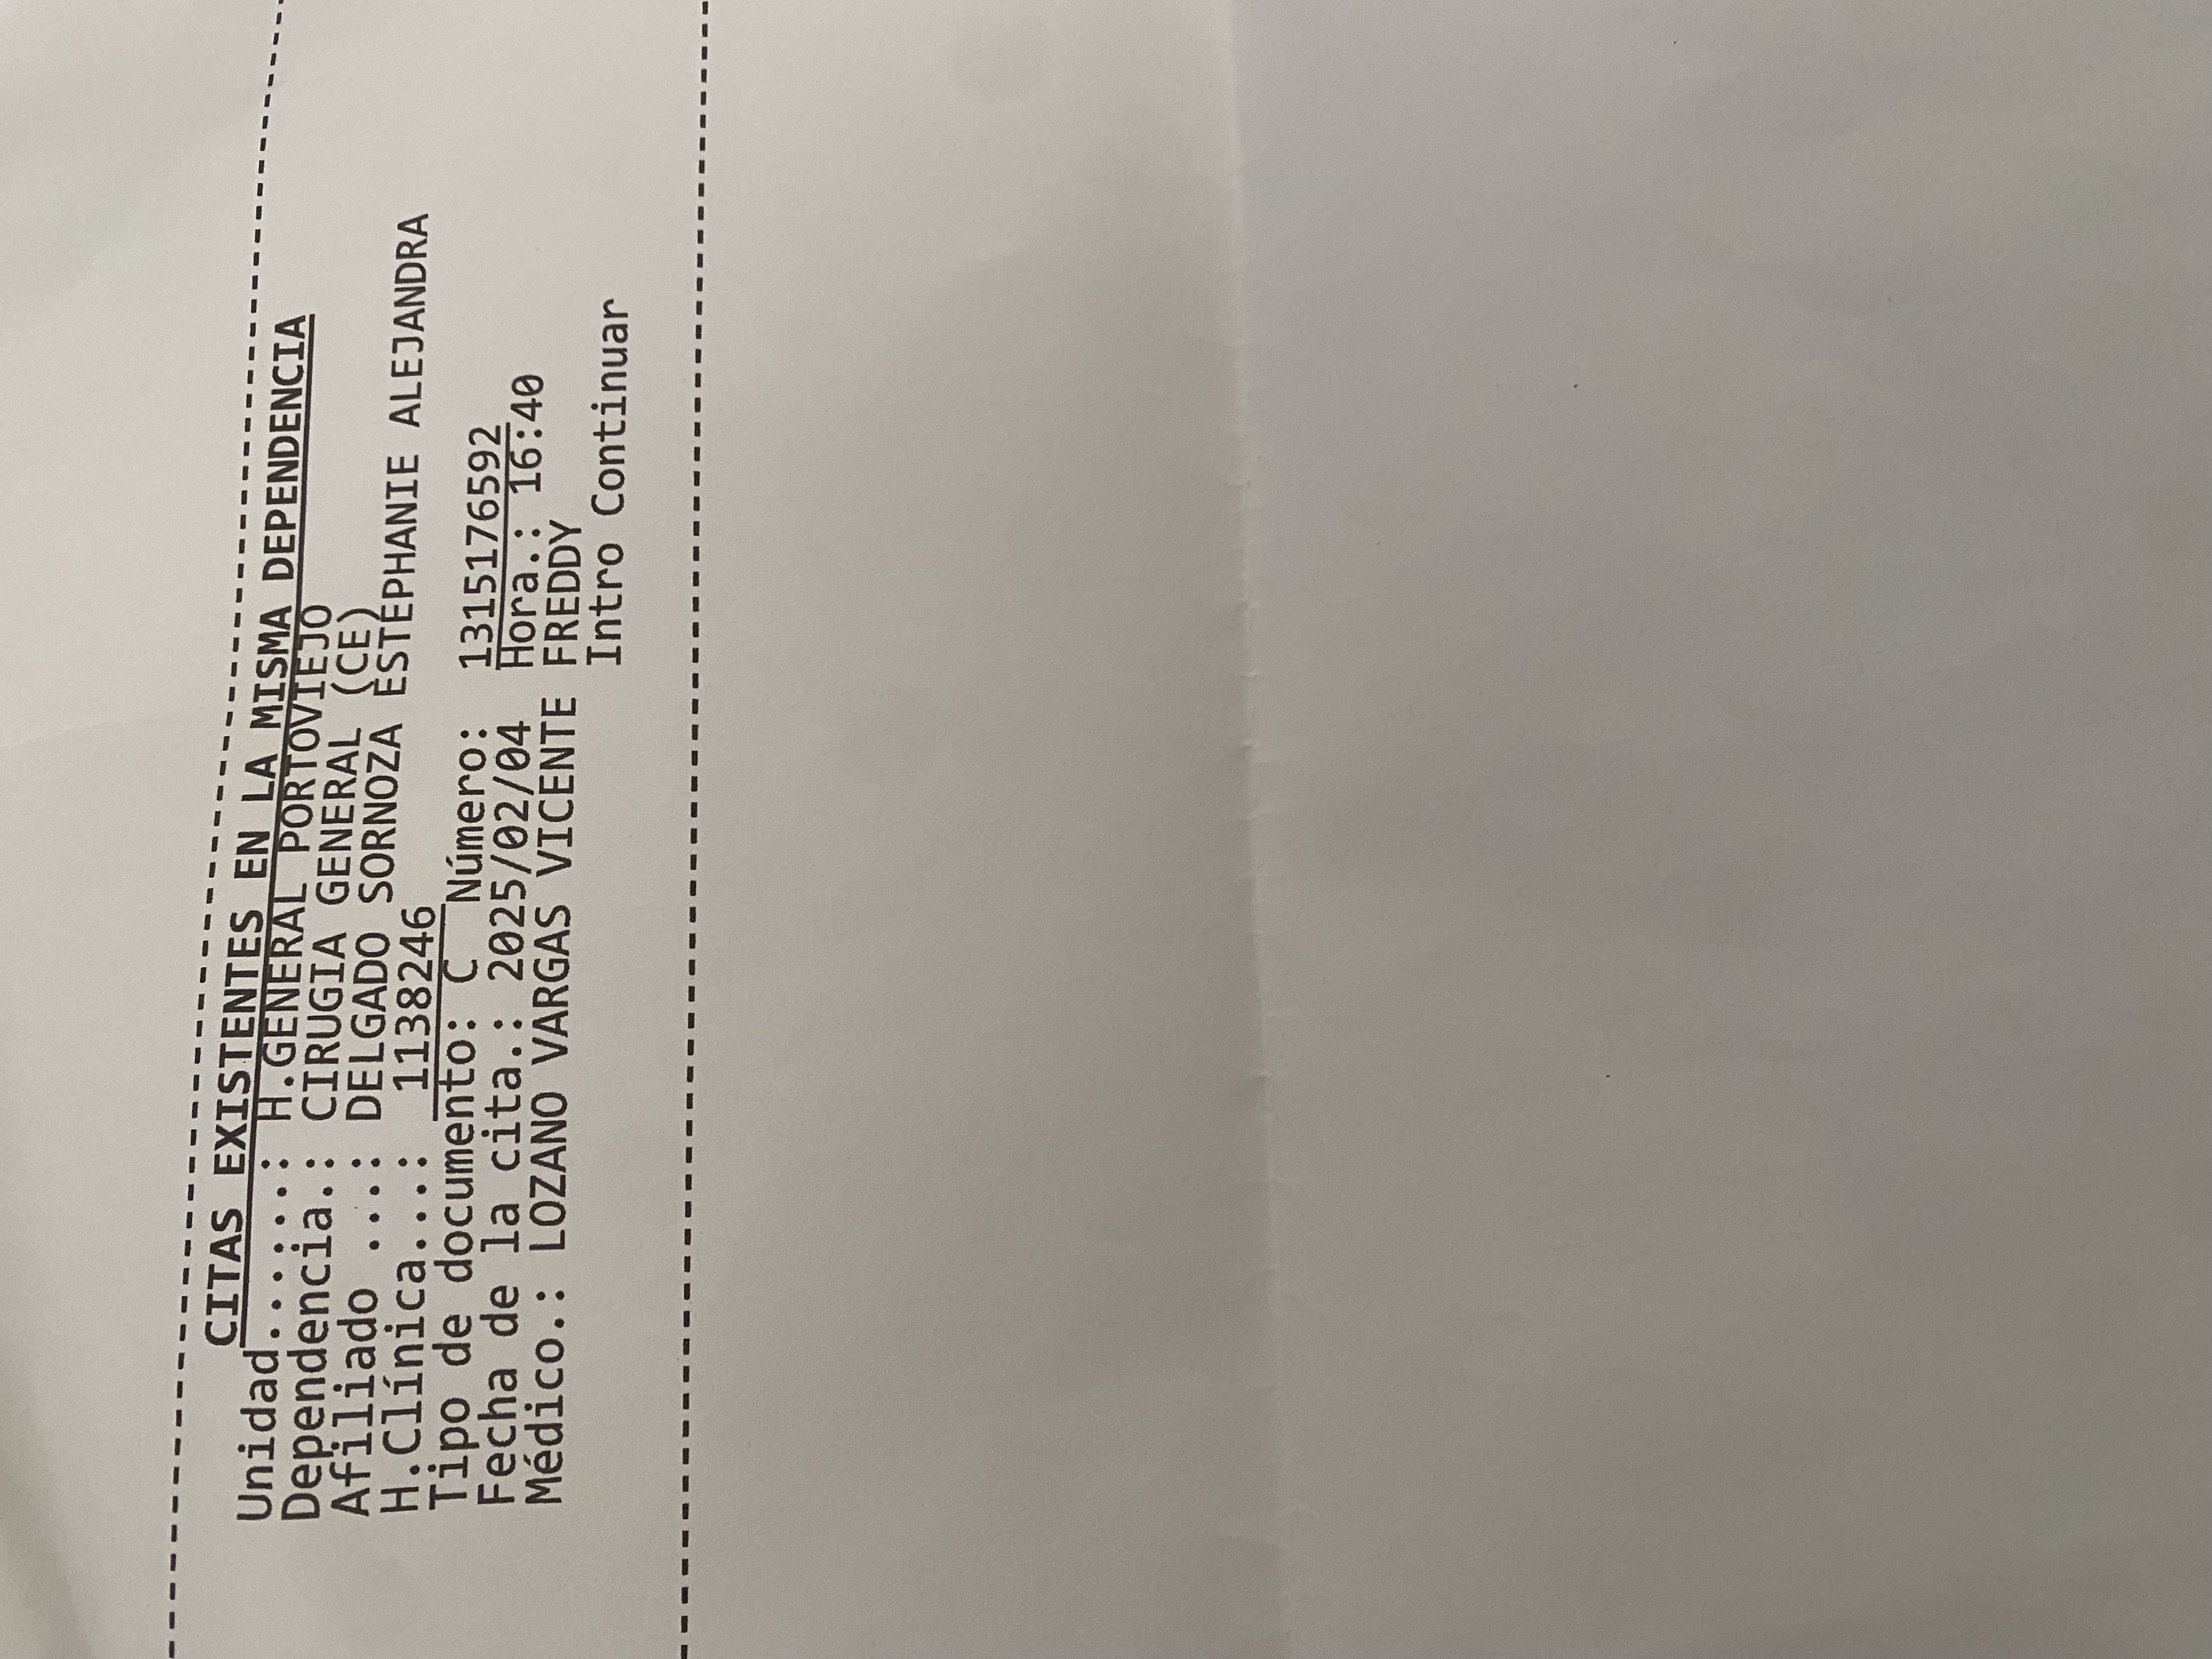 CITAS EXISTENTES EN LA MISMA DEPENDENCIA
Unidad......: H.GENERAL PORTOVIEJO
Dependencia.: CIRUGIA GENERAL (CE)
Afiliado ...: DELGADO SORNOZA ESTEPHANIE ALEJANDRA
H.Clínica...: 1138246
Tipo de documento: C Número: 1315176592
Fecha de la cita.: 2025/02/04 Hora.: 16:40
Médico.: LOZANO VARGAS VICENTE FREDDY
Intro Continuar